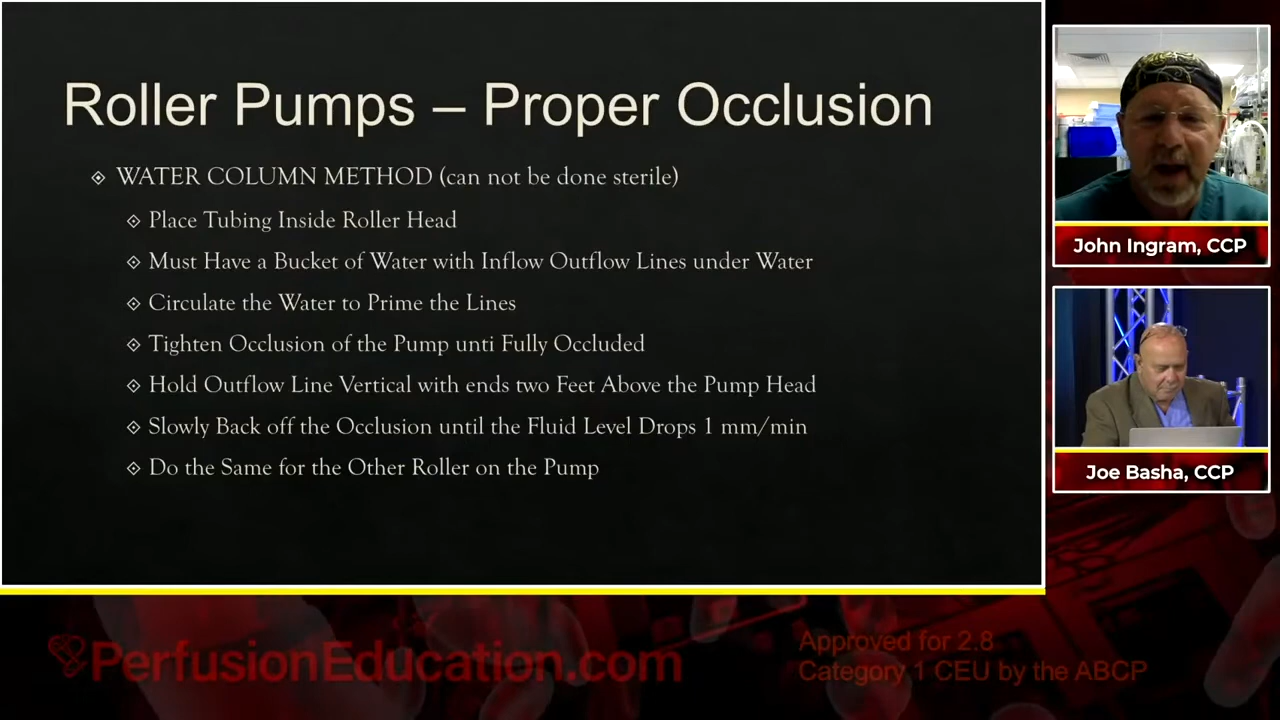 Roller Pumps – Proper Occlusion
WATER COLUMN METHOD (can not be done sterile)
Place Tubing Inside Roller Head
Must Have a Bucket of Water with Inflow Outflow Lines under Water
Circulate the Water to Prime the Lines
Tighten Occlusion of the Pump unti Fully Occluded
Hold Outflow Line Vertical with ends two Feet Above the Pump Head
Slowly Back off the Occlusion until the Fluid Level Drops 1 mm/min
Do the Same for the Other Roller on the Pump
John Ingram, CCP
Joe Basha, CCP
PerfusionEducation.com
Approved for 2.8
Category 1 CEU by the ABCP